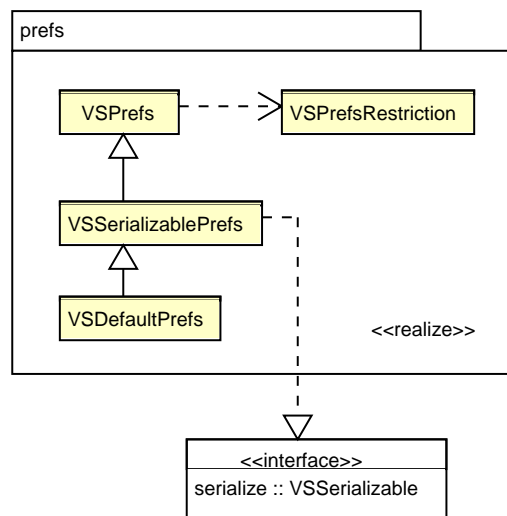 prefs
VSPrefs
VSPrefsRestriction
VSSerializablePrefs
VSDefaultPrefs
<<realize>>
<<interface>>
serialize :: VSSerializable